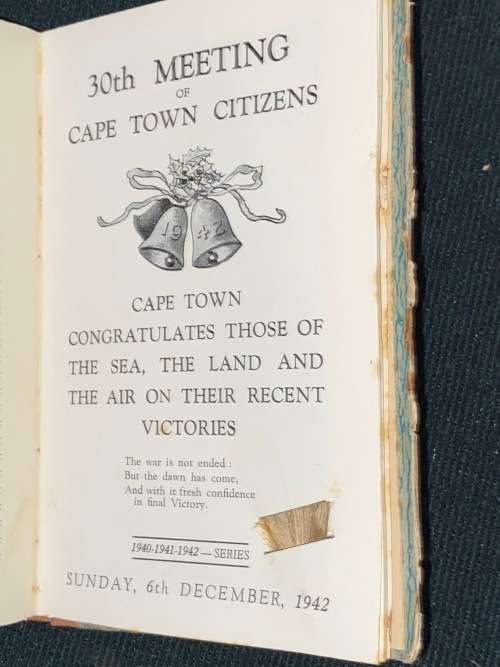 30th MEETING
OF
CAPE TOWN CITIZENS
19 42
CAPE TOWN
CONGRATULATES THOSE OF
THE SEA, THE LAND AND
THE AIR ON THEIR RECENT
VICTORIES
The war is not ended :
But the dawn has come,
And with it fresh confidence
in final Victory.
1940-1941-1942 — SERIES
SUNDAY, 6th DECEMBER, 1942